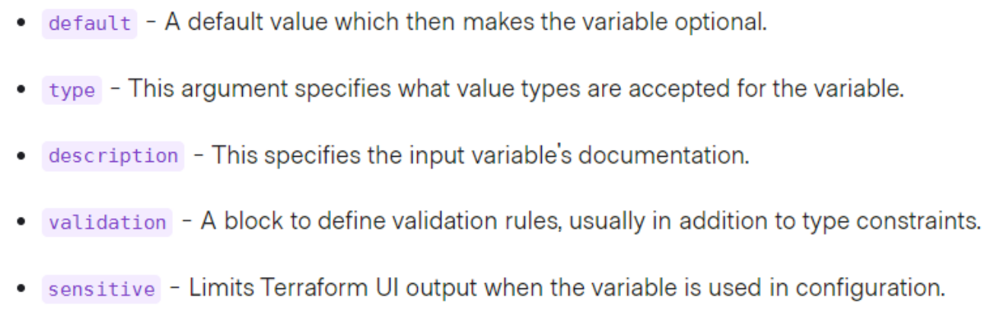 • default – A default value which then makes the variable optional.
• type – This argument specifies what value types are accepted for the variable.
• description – This specifies the input variable's documentation.
• validation – A block to define validation rules, usually in addition to type constraints.
• sensitive – Limits Terraform UI output when the variable is used in configuration.